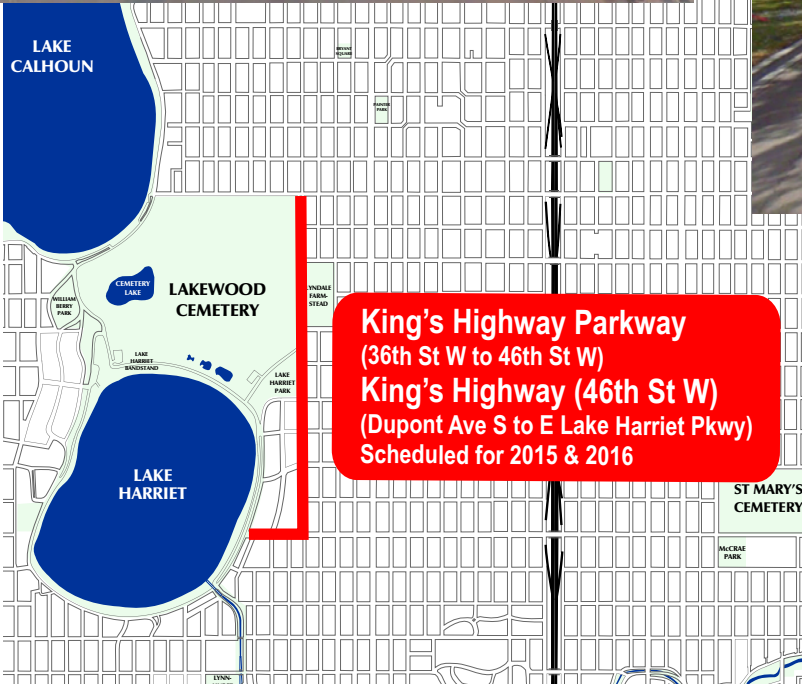 LAKE
CALHOUN
BRYANT
SQUARE
PAINTER
PARK
CEMETERY
LAKE
LAKEWOOD
CEMETERY
WILLIAM
BERRY
PARK
LYNDALE
FARM-
STEAD
LAKE
HARRIET
BANDSTAND
LAKE
HARRIET
PARK
King's Highway Parkway
(36th St W to 46th St W)
King's Highway (46th St W)
(Dupont Ave S to E Lake Harriet Pkwy)
Scheduled for 2015 & 2016
LAKE
HARRIET
ST MARY'S
CEMETERY
McCRAE
PARK
LYNN-